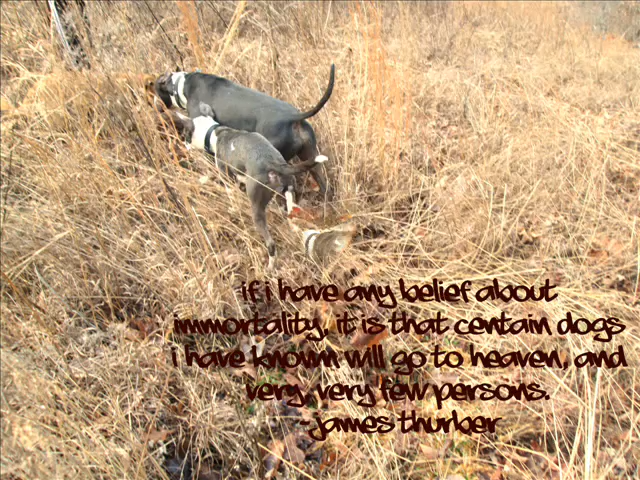 if i have any belief about
immortality, it is that certain dogs
i have known will go to heaven, and
very, very few persons.
-james thurber